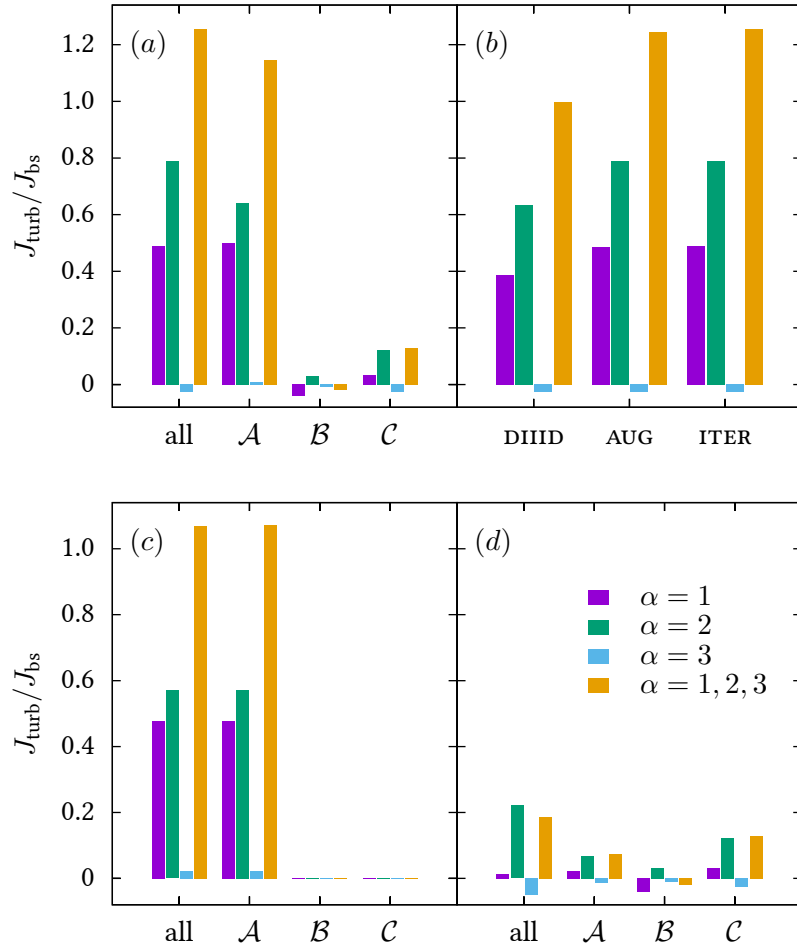 (a) (b)
1.2
1.0
0.8
0.6
0.4
0.2
0
J_turb/J_bs
all 𝒜 ℬ 𝒞 DIIID AUG ITER
(c) (d)
1.0
0.8
0.6
0.4
0.2
0
J_turb/J_bs
α = 1
α = 2
α = 3
α = 1, 2, 3
all 𝒜 ℬ 𝒞 all 𝒜 ℬ 𝒞